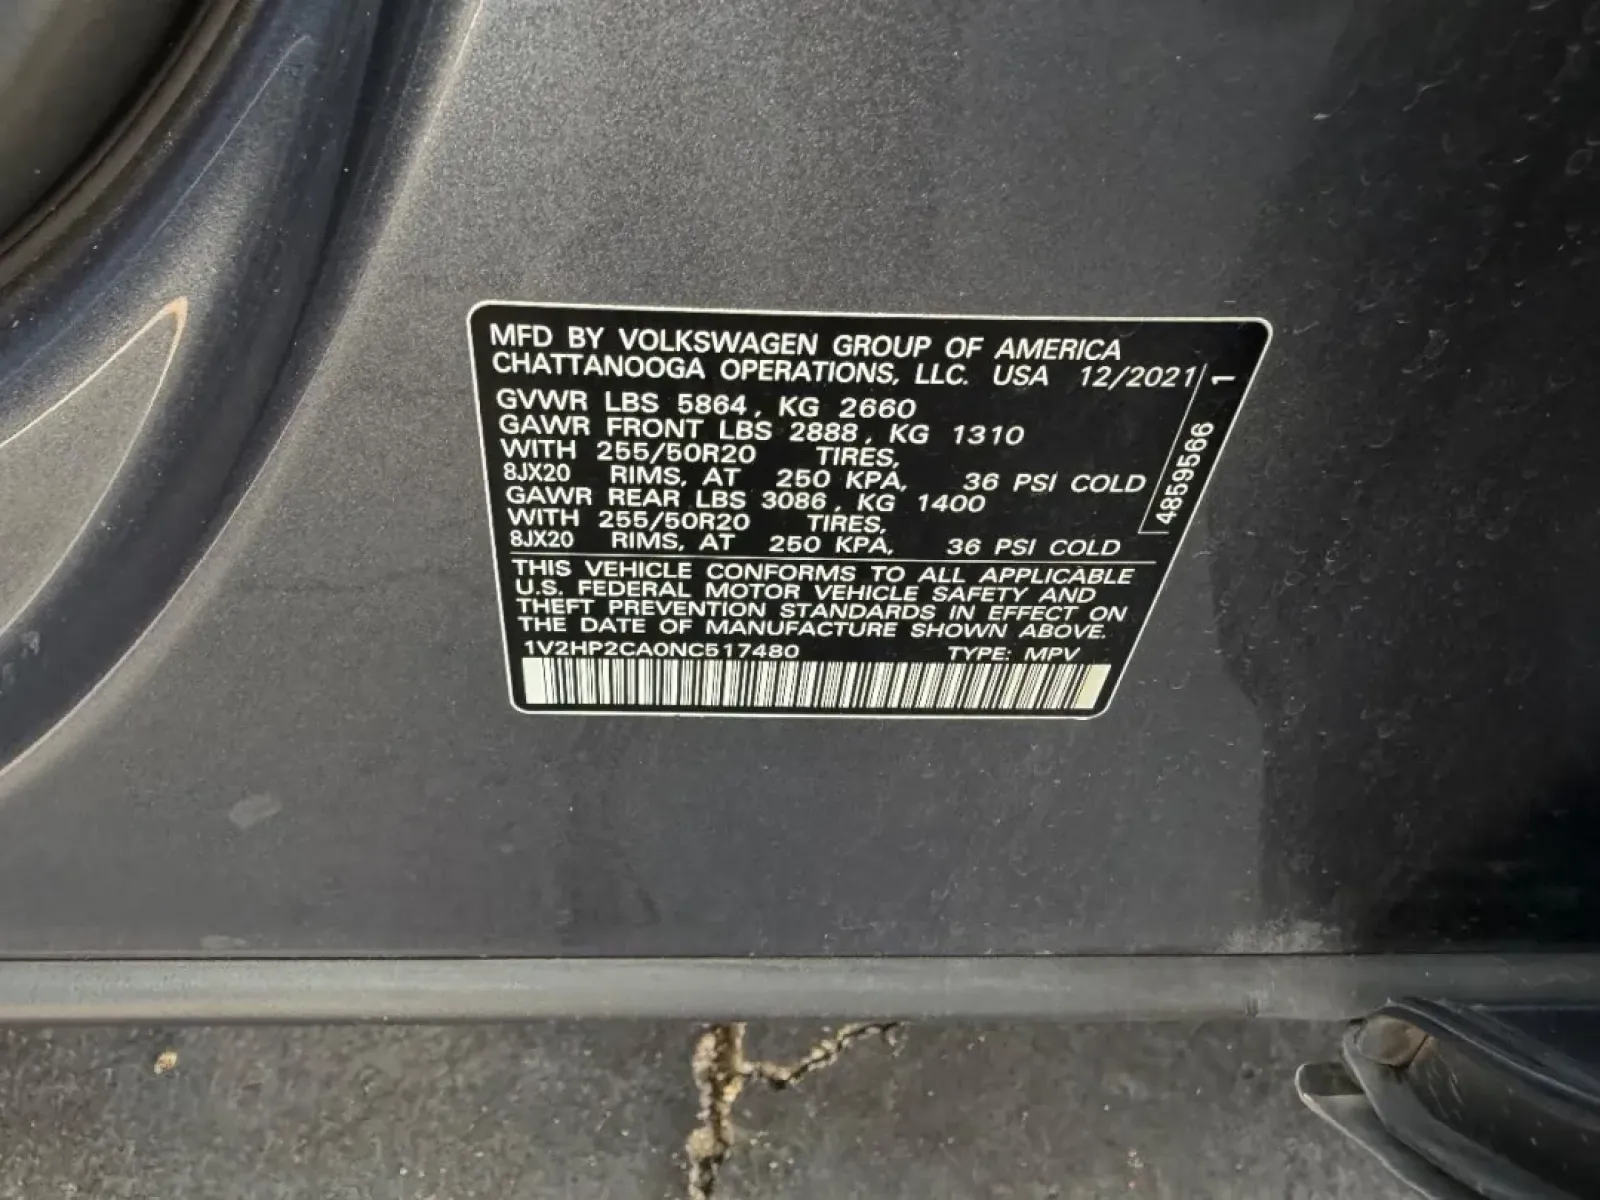 MFD BY VOLKSWAGEN GROUP OF AMERICA
CHATTANOOGA OPERATIONS, LLC. USA 12/2021
GVWR LBS 5864, KG 2660
GAWR FRONT LBS 2888, KG 1310
WITH 255/50R20 TIRES,
8JX20 RIMS, AT 250 KPA, 36 PSI COLD
GAWR REAR LBS 3086, KG 1400
WITH 255/50R20 TIRES,
8JX20 RIMS, AT 250 KPA, 36 PSI COLD
THIS VEHICLE CONFORMS TO ALL APPLICABLE
U.S. FEDERAL MOTOR VEHICLE SAFETY AND
THEFT PREVENTION STANDARDS IN EFFECT ON
THE DATE OF MANUFACTURE SHOWN ABOVE.
1V2HP2CA0NC517480 TYPE: MPV
4859566 1